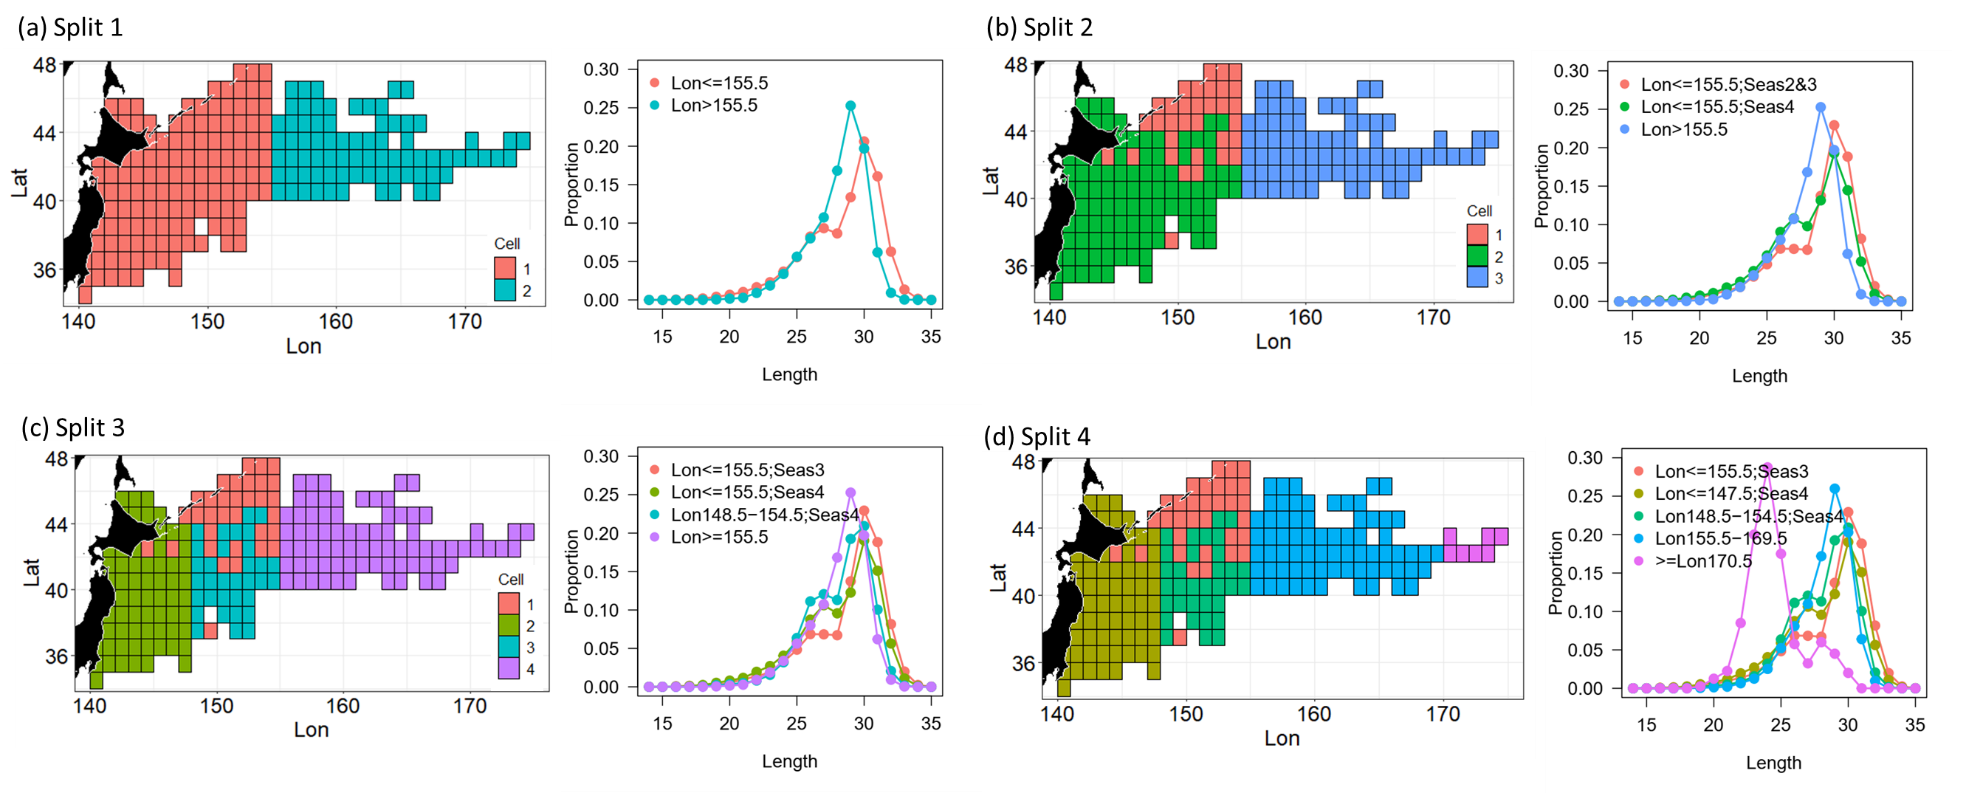 (a) Split 1
48
44
40
36
Lat
140
150
160
170
Lon
Cell
1
2
0.30
0.25
0.20
0.15
0.10
0.05
0.00
Proportion
Lon<=155.5
Lon>155.5
15
20
25
30
35
Length
(b) Split 2
48
44
40
36
Lat
140
150
160
170
Lon
Cell
1
2
3
0.30
0.25
0.20
0.15
0.10
0.05
0.00
Proportion
Lon<=155.5;Seas2&3
Lon<=155.5;Seas4
Lon>155.5
15
20
25
30
35
Length
(c) Split 3
48
44
40
36
Lat
140
150
160
170
Lon
Cell
1
2
3
4
0.30
0.25
0.20
0.15
0.10
0.05
0.00
Proportion
Lon<=155.5;Seas3
Lon<=155.5;Seas4
Lon148.5−154.5;Seas4
Lon>=155.5
15
20
25
30
35
Length
(d) Split 4
48
44
40
36
Lat
140
150
160
170
Lon
0.30
0.25
0.20
0.15
0.10
0.05
0.00
Proportion
Lon<=155.5;Seas3
Lon<=147.5;Seas4
Lon148.5−154.5;Seas4
Lon155.5−169.5
>=Lon170.5
15
20
25
30
35
Length